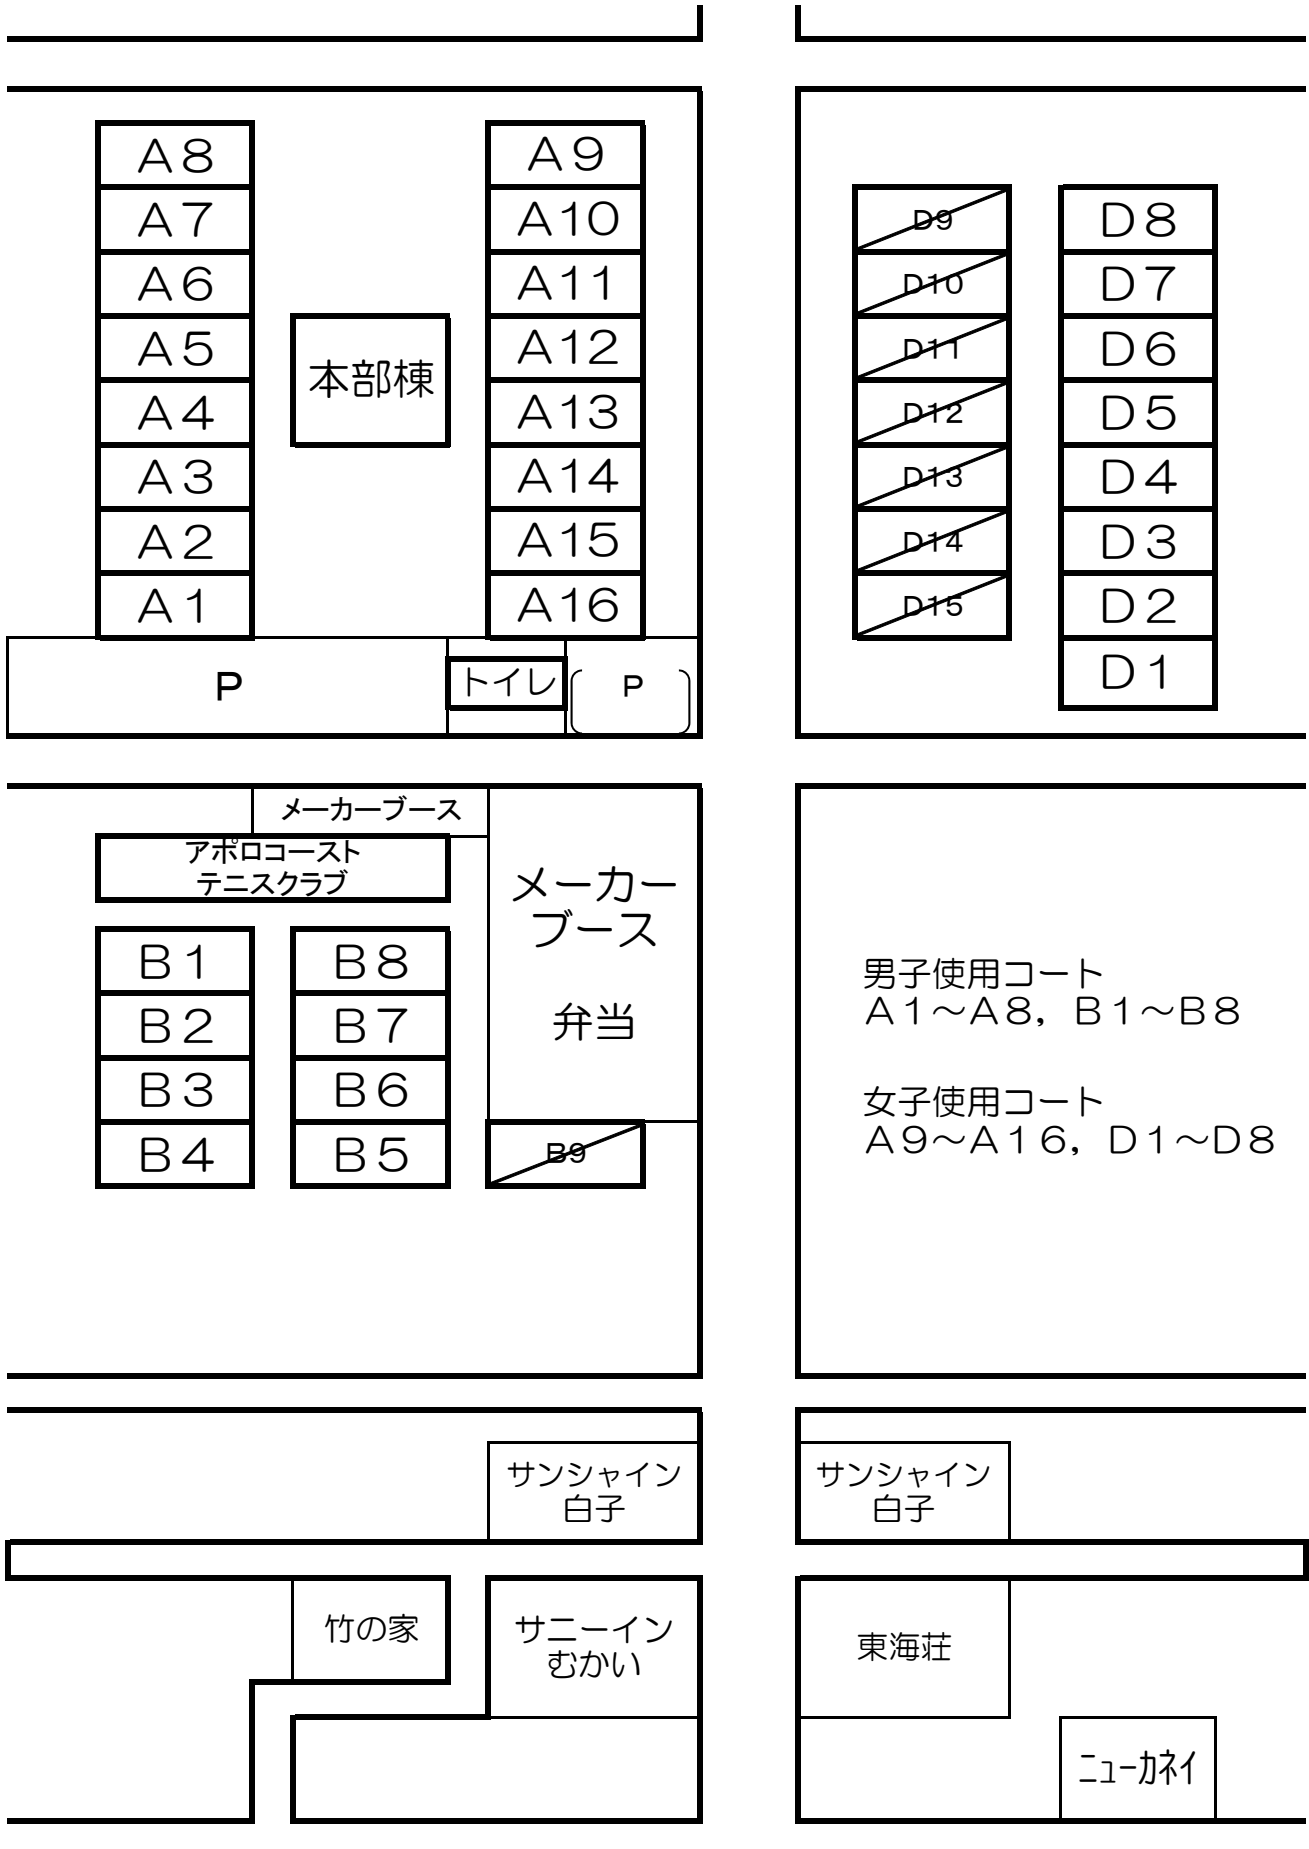 A8
A7
A6
A5
A4
A3
A2
A1
本部棟
A9
A10
A11
A12
A13
A14
A15
A16
P
トイレ
P
D9
D10
D11
D12
D13
D14
D15
D8
D7
D6
D5
D4
D3
D2
D1
メーカーブース
アポロコースト
テニスクラブ
B1
B2
B3
B4
B8
B7
B6
B5
メーカー
ブース
弁当
B9
男子使用コート
A1～A8, B1～B8
女子使用コート
A9～A16, D1～D8
サンシャイン
白子
サンシャイン
白子
竹の家
サニーイン
むかい
東海荘
ニューカネイ